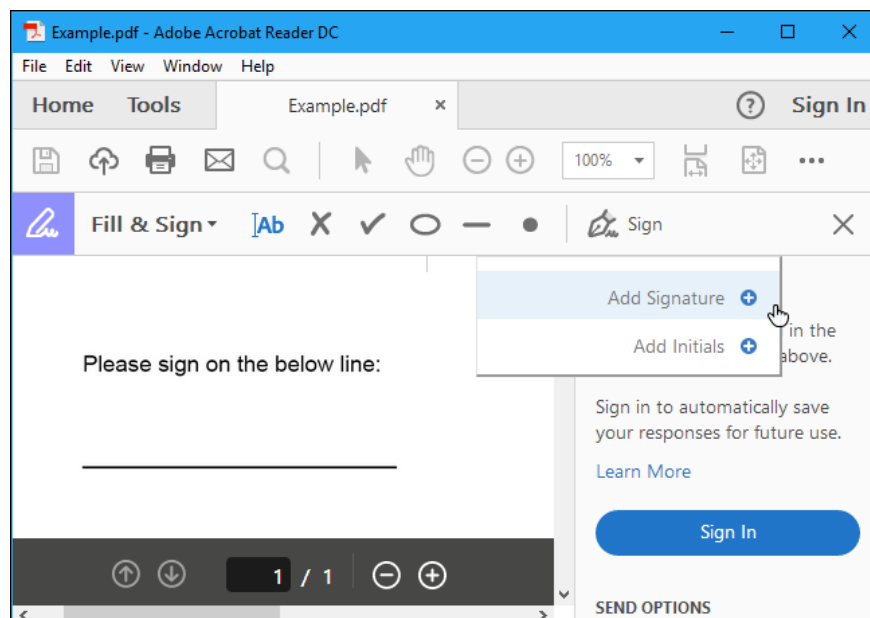 Example.pdf - Adobe Acrobat Reader DC
File Edit View Window Help
Home Tools Example.pdf × ? Sign In
100%
Fill & Sign Ab Sign
Add Signature
Add Initials
in the
above.
Please sign on the below line:
Sign in to automatically save
your responses for future use.
Learn More
Sign In
1 / 1
SEND OPTIONS